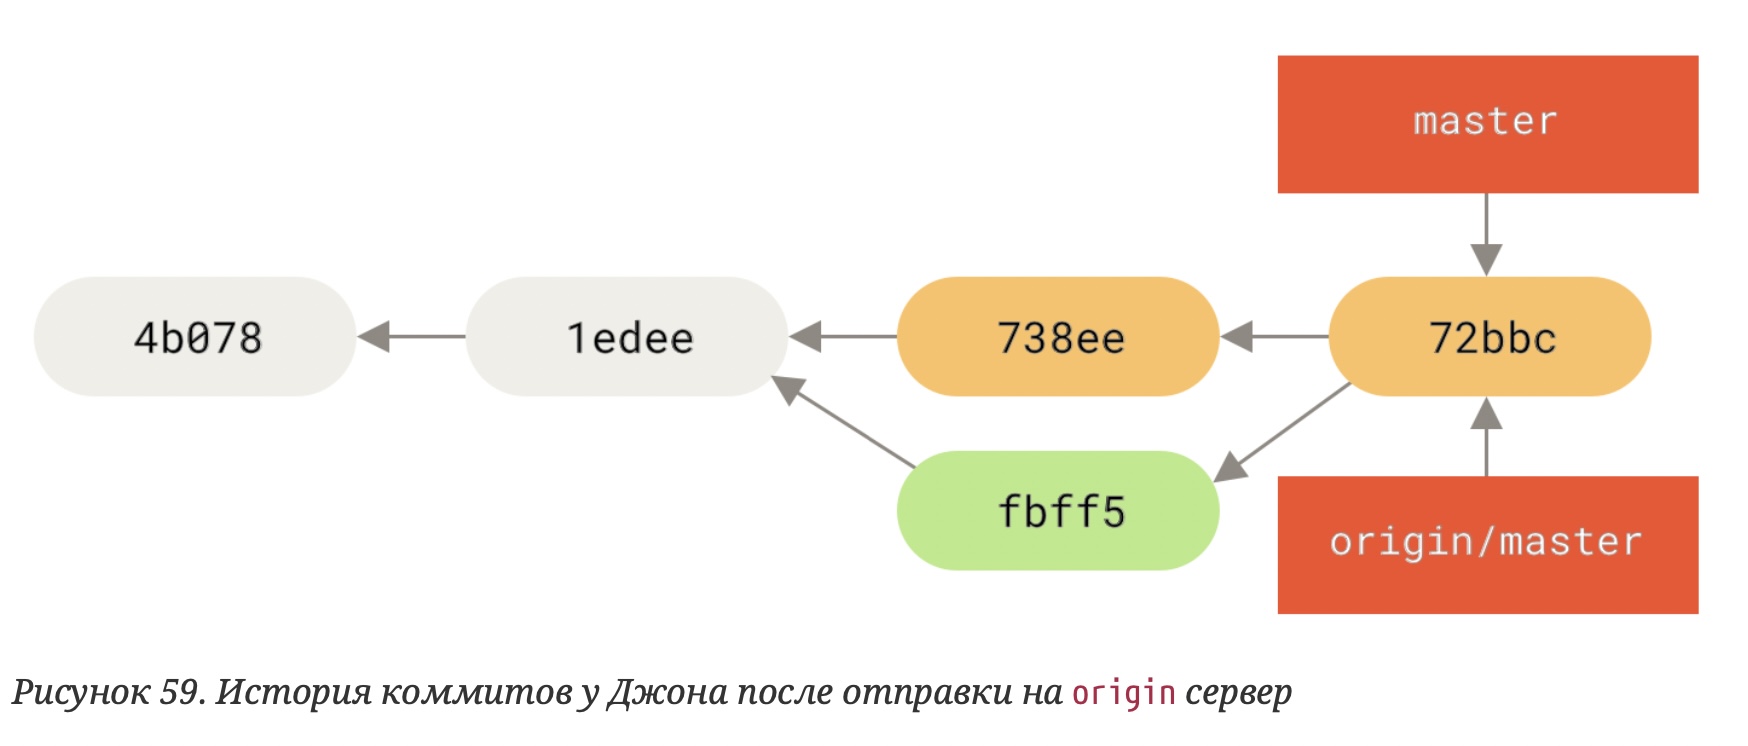 master
4b078
1edee
738ee
72bbc
fbff5
origin/master
Рисунок 59. История коммитов у Джона после отправки на origin сервер